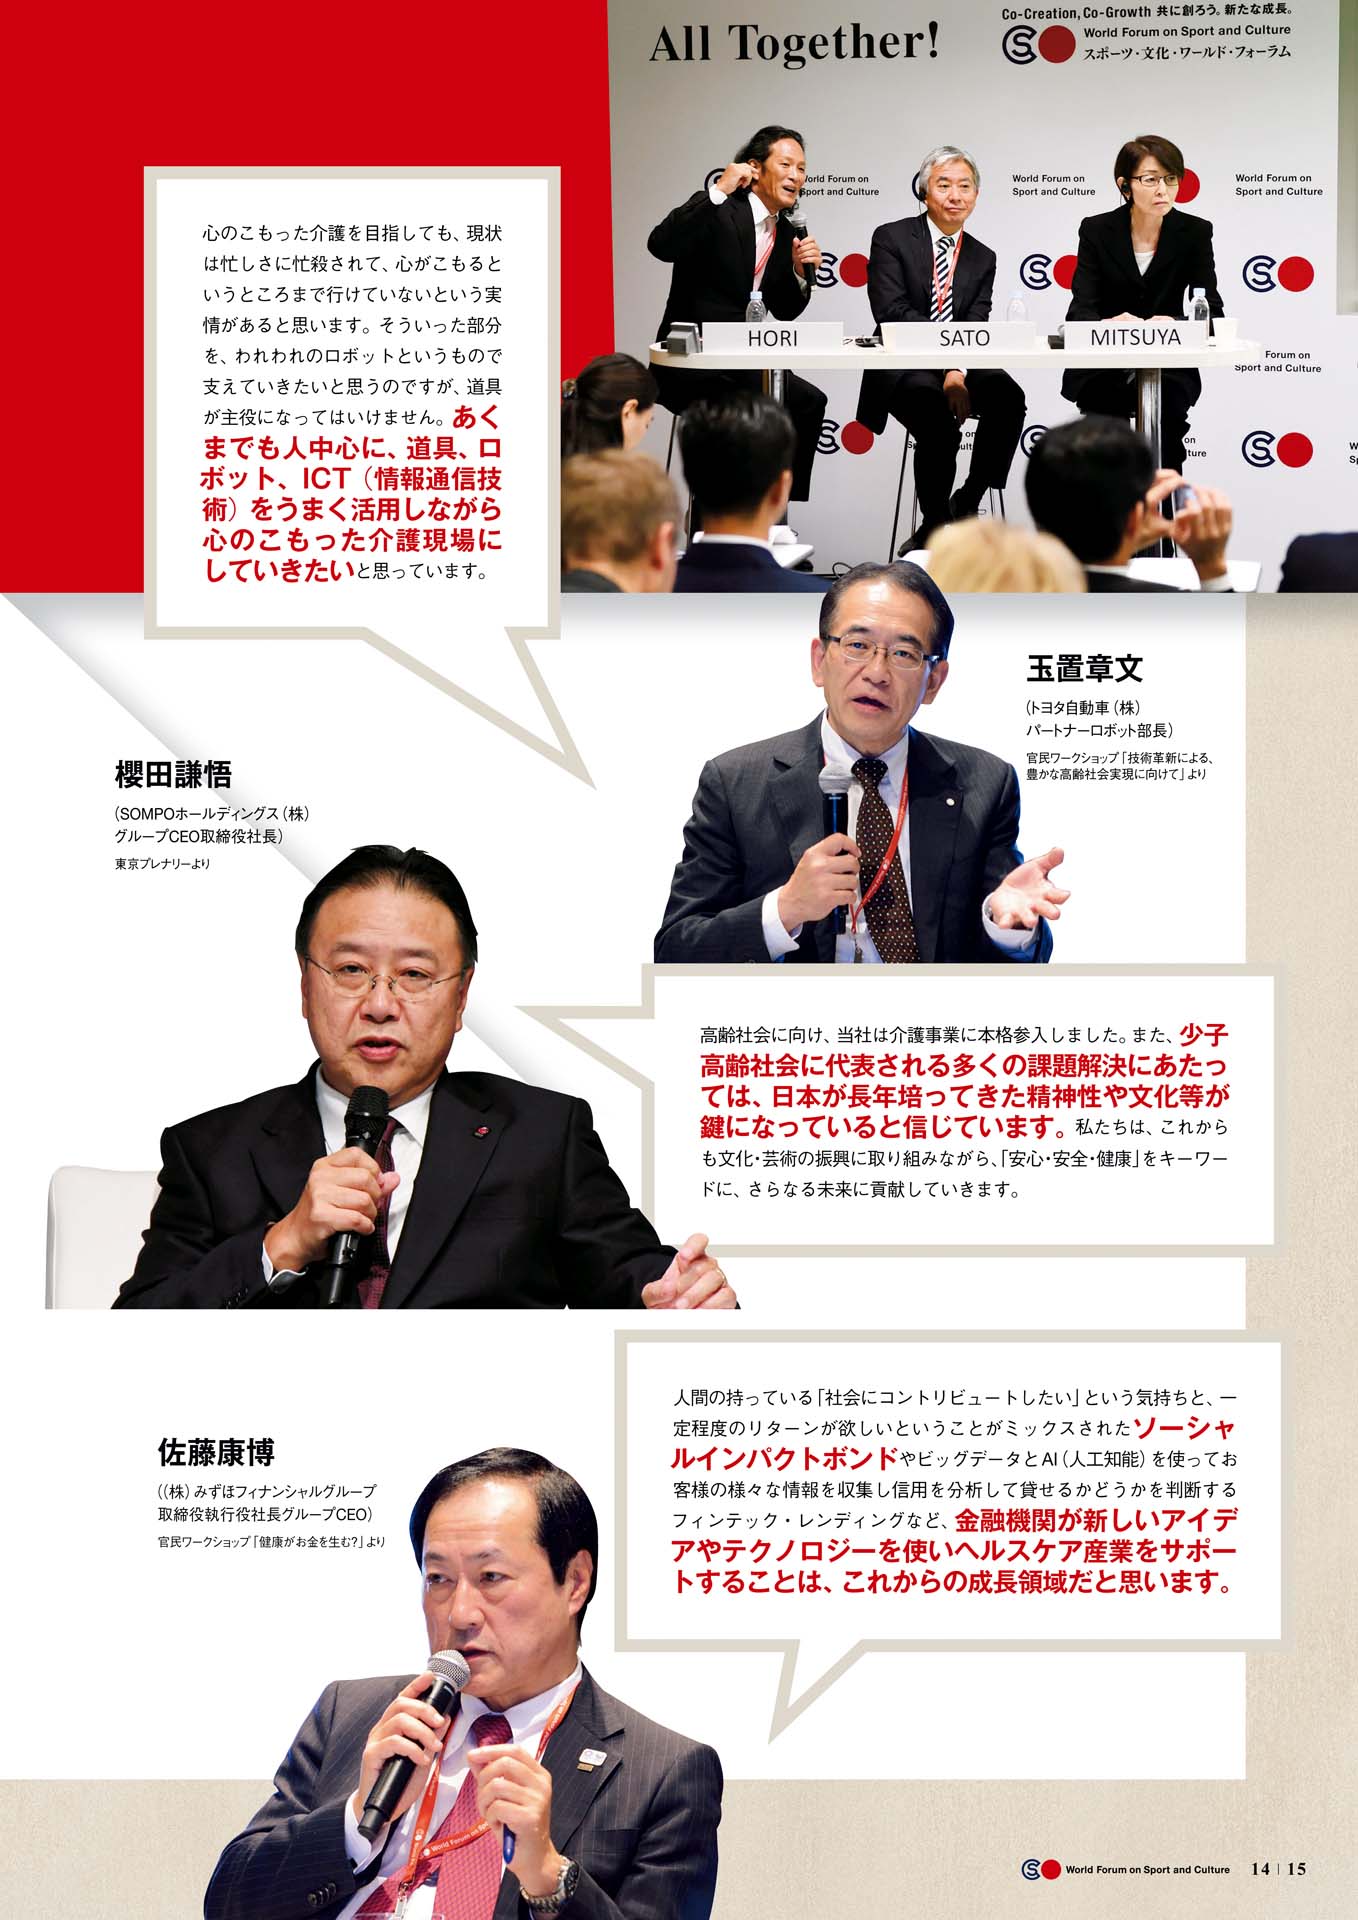 All Together!
Co-Creation, Co-Growth 共に創ろう。新たな成長。
World Forum on Sport and Culture
スポーツ・文化・ワールド・フォーラム
World Forum on
Sport and Culture
World Forum on
Sport and Culture
World Forum on
Sport and Culture
HORI
SATO
MITSUYA
Forum on
Sport and Culture
心のこもった介護を目指しても、現状
は忙しさに忙殺されて、心がこもると
いうところまで行けていないという実
情があると思います。そういった部分
を、われわれのロボットというもので
支えていきたいと思うのですが、道具
が主役になってはいけません。あく
までも人中心に、道具、ロ
ボット、ICT（情報通信技
術）をうまく活用しながら
心のこもった介護現場に
していきたいと思っています。
玉置章文
（トヨタ自動車（株）
パートナーロボット部長）
官民ワークショップ「技術革新による、
豊かな高齢社会実現に向けて」より
櫻田謙悟
（SOMPOホールディングス（株）
グループCEO取締役社長）
東京プレナリーより
高齢社会に向け、当社は介護事業に本格参入しました。また、少子
高齢社会に代表される多くの課題解決にあたっ
ては、日本が長年培ってきた精神性や文化等が
鍵になっていると信じています。私たちは、これから
も文化・芸術の振興に取り組みながら、「安心・安全・健康」をキーワー
ドに、さらなる未来に貢献していきます。
人間の持っている「社会にコントリビュートしたい」という気持ちと、一
定程度のリターンが欲しいということがミックスされたソーシャ
ルインパクトボンドやビッグデータとAI（人工知能）を使ってお
客様の様々な情報を収集し信用を分析して貸せるかどうかを判断する
フィンテック・レンディングなど、金融機関が新しいアイデ
アやテクノロジーを使いヘルスケア産業をサポー
トすることは、これからの成長領域だと思います。
佐藤康博
（（株）みずほフィナンシャルグループ
取締役執行役社長グループCEO）
官民ワークショップ「健康がお金を生む？」より
World Forum on Sport and Culture 14 | 15